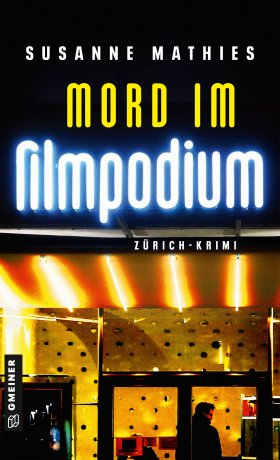 SUSANNE MATHIES
MORD IM
filmpodium
ZÜRICH-KRIMI
GMEINER